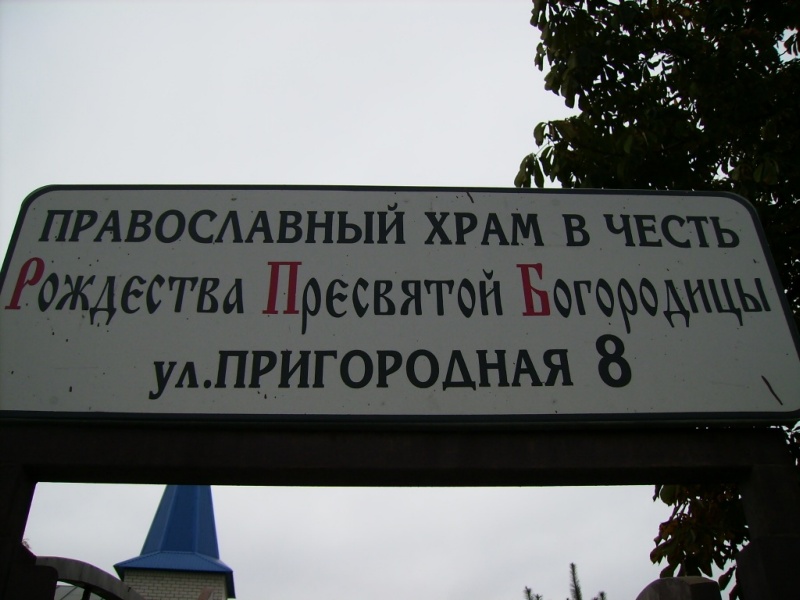 ПРАВОСЛАВНЫЙ ХРАМ В ЧЕСТЬ
РОЖДЕСТВА ПРЕСВЯТОЙ БОГОРОДИЦЫ
ул.ПРИГОРОДНАЯ 8